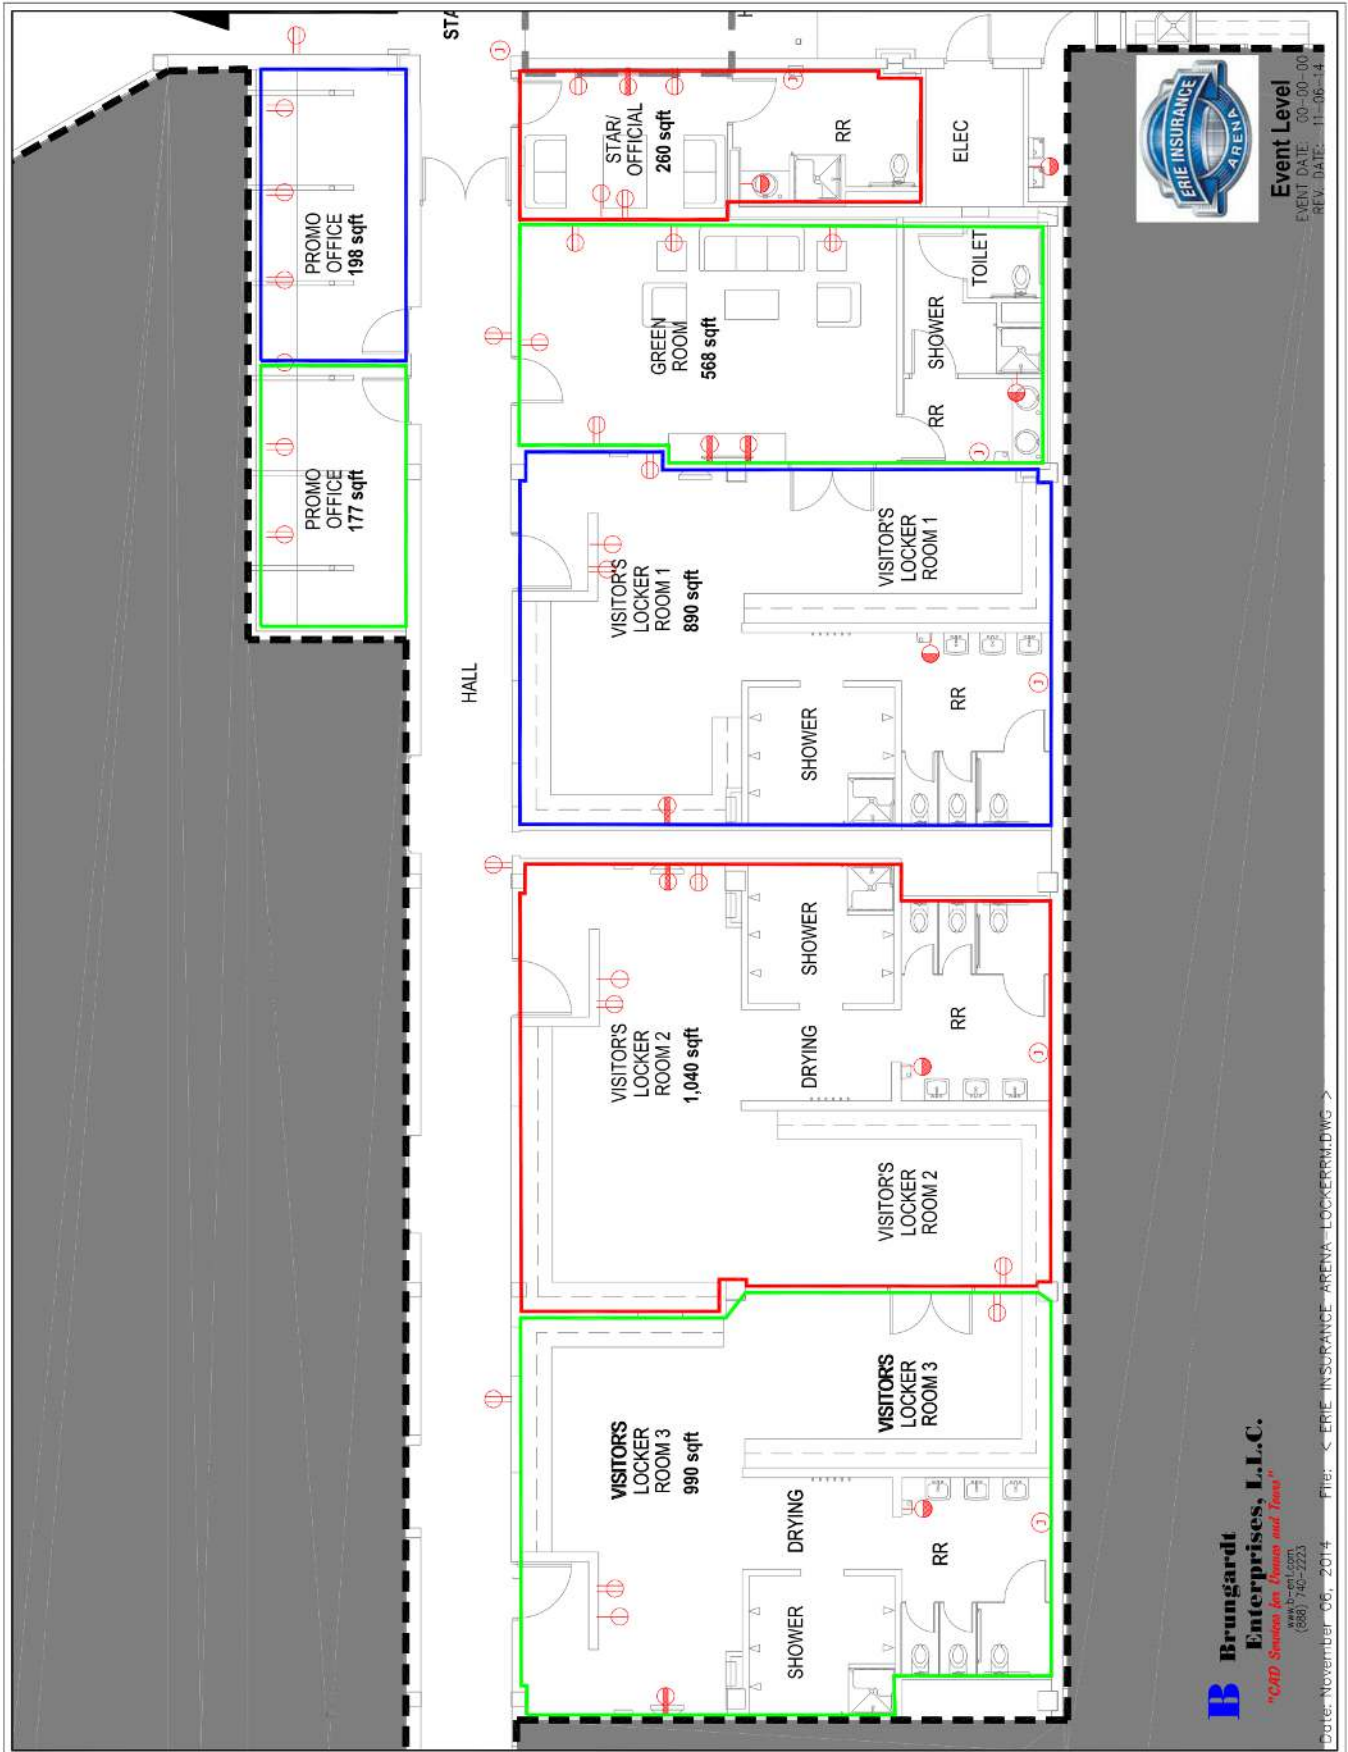 STA
H
PROMO
OFFICE
198 sqft
PROMO
OFFICE
177 sqft
HALL
STAR/
OFFICIAL
260 sqft
RR
ELEC
GREEN
ROOM
568 sqft
SHOWER
TOILET
RR
VISITOR'S
LOCKER
ROOM 1
890 sqft
VISITOR'S
LOCKER
ROOM 1
SHOWER
RR
VISITOR'S
LOCKER
ROOM 2
1,040 sqft
SHOWER
DRYING
RR
VISITOR'S
LOCKER
ROOM 2
VISITOR'S
LOCKER
ROOM 3
990 sqft
VISITOR'S
LOCKER
ROOM 3
DRYING
SHOWER
RR
J
J
J
J
J
J
ERIE INSURANCE
ARENA
Event Level
EVENT DATE: 00-00-00
REV. DATE: 11-06-14
B Brungardt
Enterprises, L.L.C.
"CAD Services for Venues and Tours"
www.b-ent.com
(888) 740-2223
Date: November 06, 2014 File: < ERIE INSURANCE ARENA-LOCKERRM.DWG >